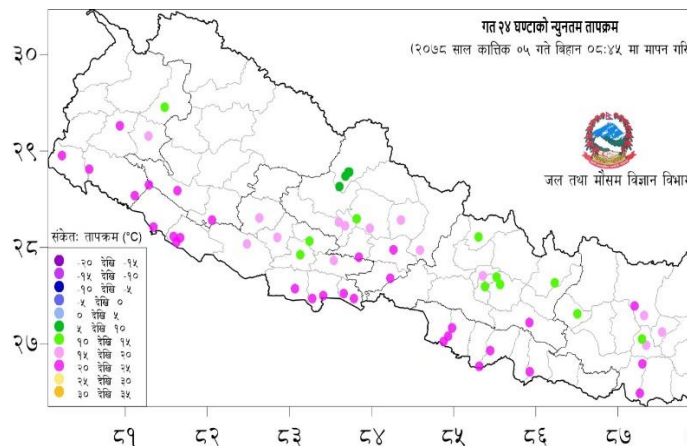 गत २४ घण्टाको न्युनतम तापक्रम
(२०७८ साल कात्तिक ०५ गते बिहान ०८:४५ मा मापन गरि
३०
२९
जल तथा मौसम विज्ञान विभाग
२८
संकेतः तापक्रम (°C)
-२० देखि -१५
-१५ देखि -१०
-१० देखि -५
-५ देखि ०
० देखि ५
५ देखि १०
१० देखि १५
१५ देखि २०
२० देखि २५
२५ देखि ३०
३० देखि ३५
२७
८१ ८२ ८३ ८४ ८५ ८६ ८७